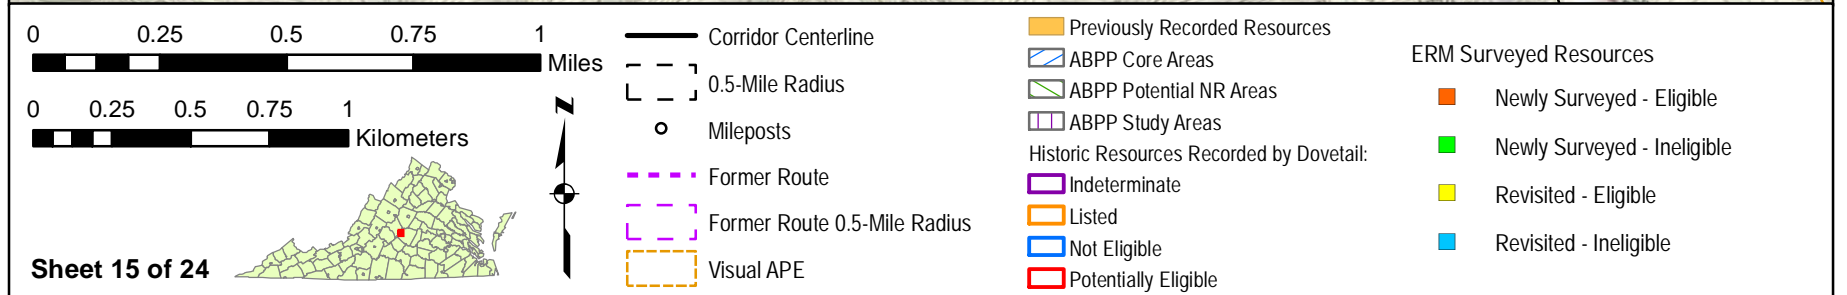 0 0.25 0.5 0.75 1
Miles
0 0.25 0.5 0.75 1
Kilometers
Sheet 15 of 24
N
Corridor Centerline
0.5-Mile Radius
Mileposts
Former Route
Former Route 0.5-Mile Radius
Visual APE
Previously Recorded Resources
ABPP Core Areas
ABPP Potential NR Areas
ABPP Study Areas
Historic Resources Recorded by Dovetail:
Indeterminate
Listed
Not Eligible
Potentially Eligible
ERM Surveyed Resources
Newly Surveyed - Eligible
Newly Surveyed - Ineligible
Revisited - Eligible
Revisited - Ineligible